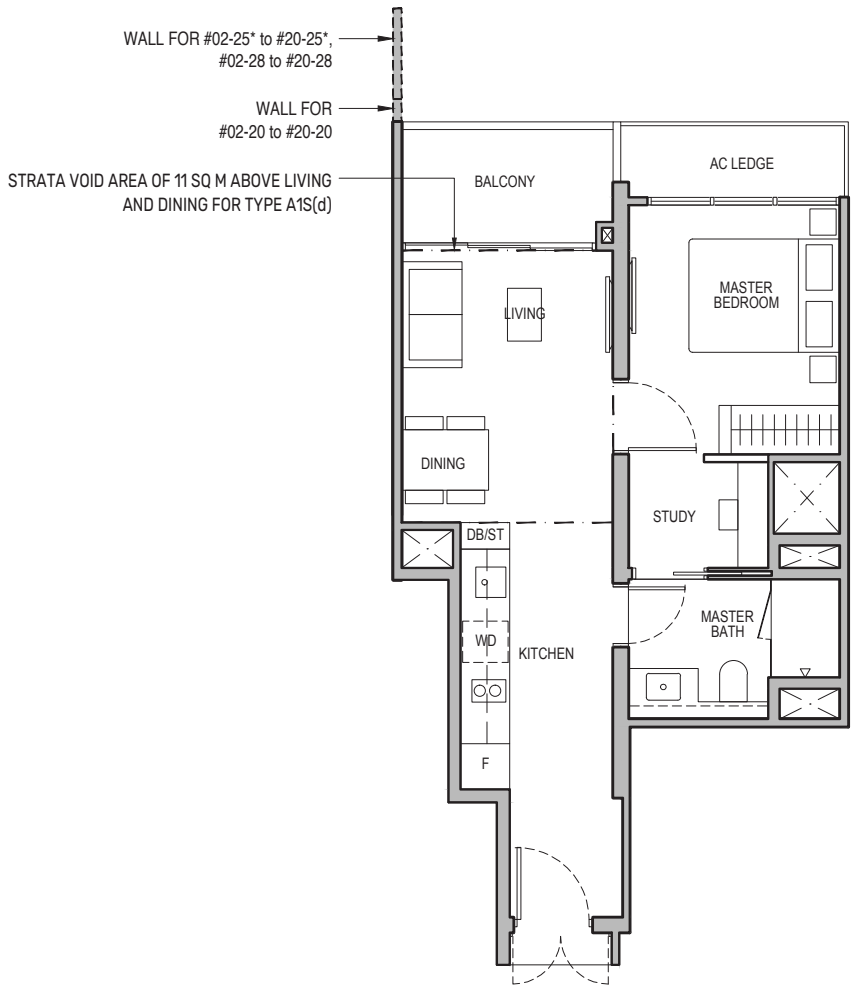 WALL FOR #02-25* to #20-25*,
#02-28 to #20-28
WALL FOR
#02-20 to #20-20
STRATA VOID AREA OF 11 SQ M ABOVE LIVING
AND DINING FOR TYPE A1S(d)
BALCONY
AC LEDGE
MASTER
BEDROOM
LIVING
DINING
STUDY
DB/ST
MASTER
BATH
WD
KITCHEN
F